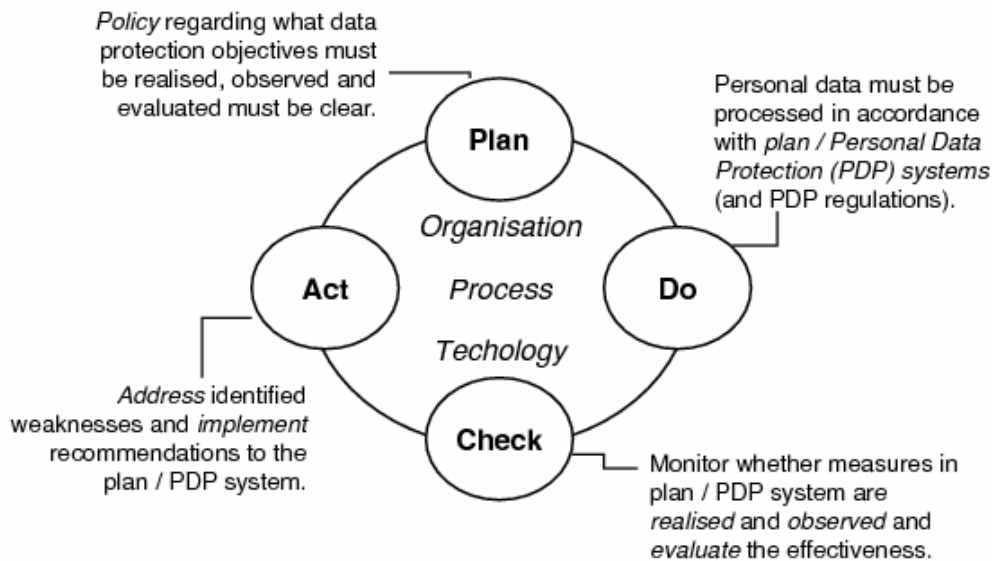 Policy regarding what data
protection objectives must
be realised, observed and
evaluated must be clear.
Plan
Personal data must be
processed in accordance
with plan / Personal Data
Protection (PDP) systems
(and PDP regulations).
Organisation
Act
Process
Do
Techology
Address identified
weaknesses and implement
recommendations to the
plan / PDP system.
Check
Monitor whether measures in
plan / PDP system are
realised and observed and
evaluate the effectiveness.